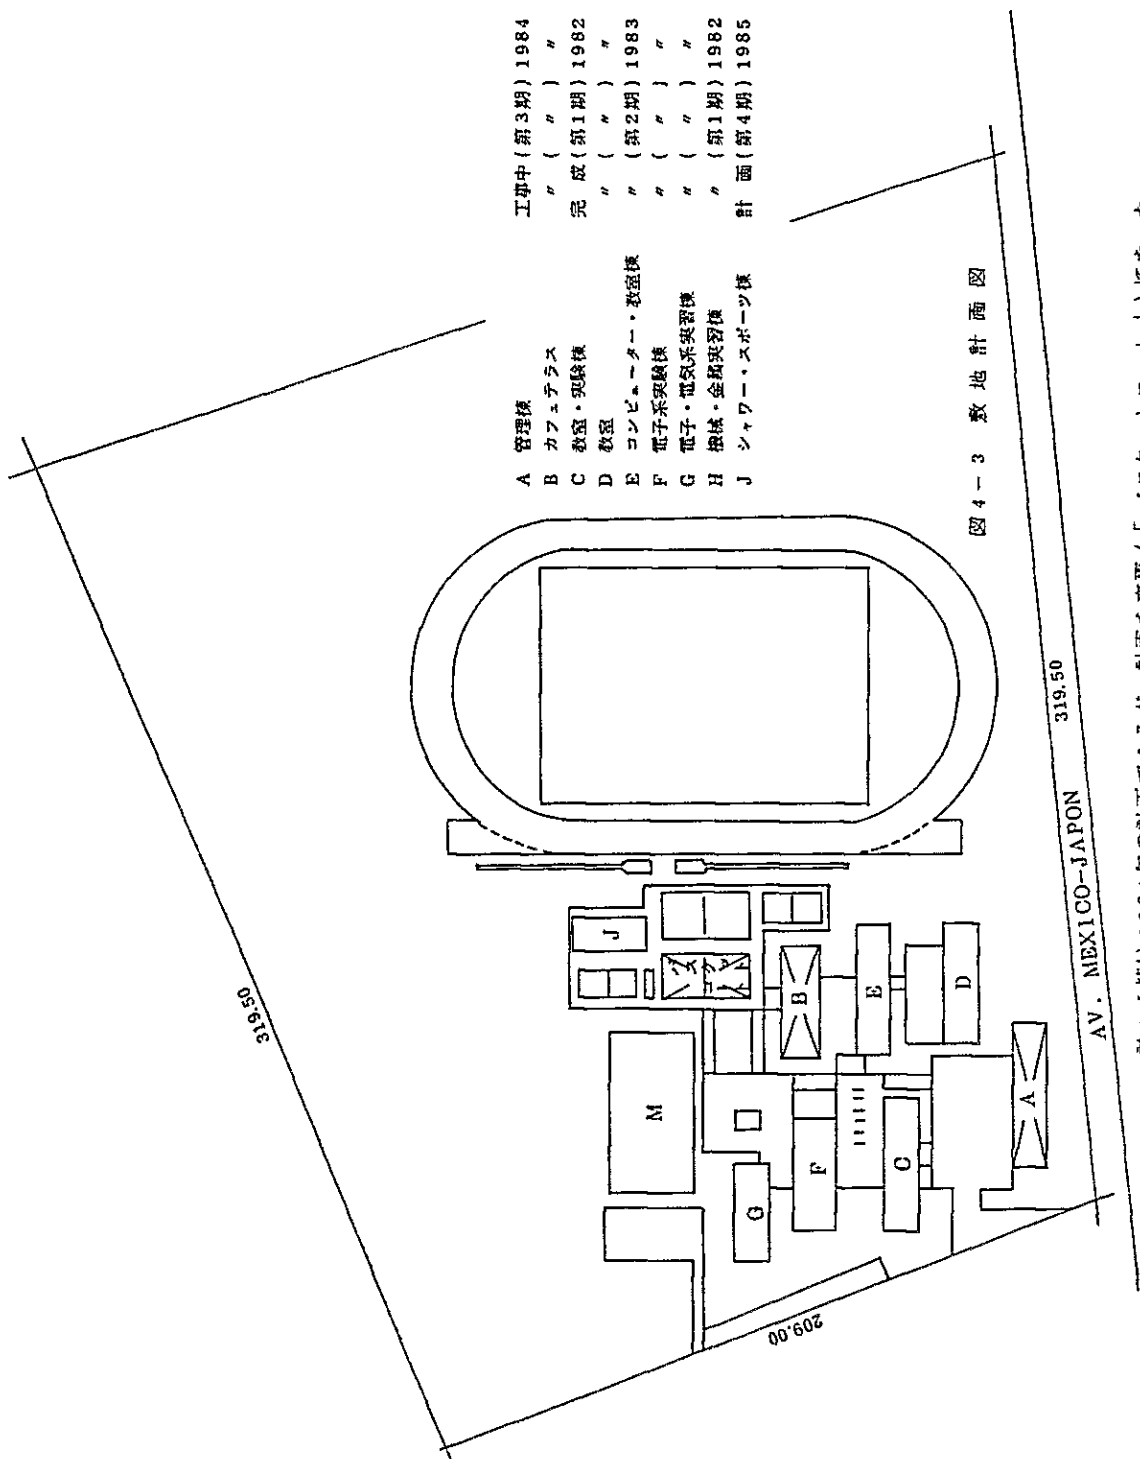 A 管理棟 工事中(第3期)1984
B カフェテラス 〃 ( 〃 ) 〃
C 教室・実験棟 完 成(第1期)1982
D 教室 〃 ( 〃 ) 〃
E コンピューター・教室棟 〃 (第2期)1983
F 電子系実験棟 〃 ( 〃 ) 〃
G 電子・電気系実習棟 〃 ( 〃 ) 〃
H 機械・金属実習棟 〃 (第1期)1982
J シャワー・スポーツ棟 計 画(第4期)1985
319.50
209.00
J
M
B
E
D
G
F
C
A
AV. MEXICO-JAPON 319.50
図4-3 敷地計画図